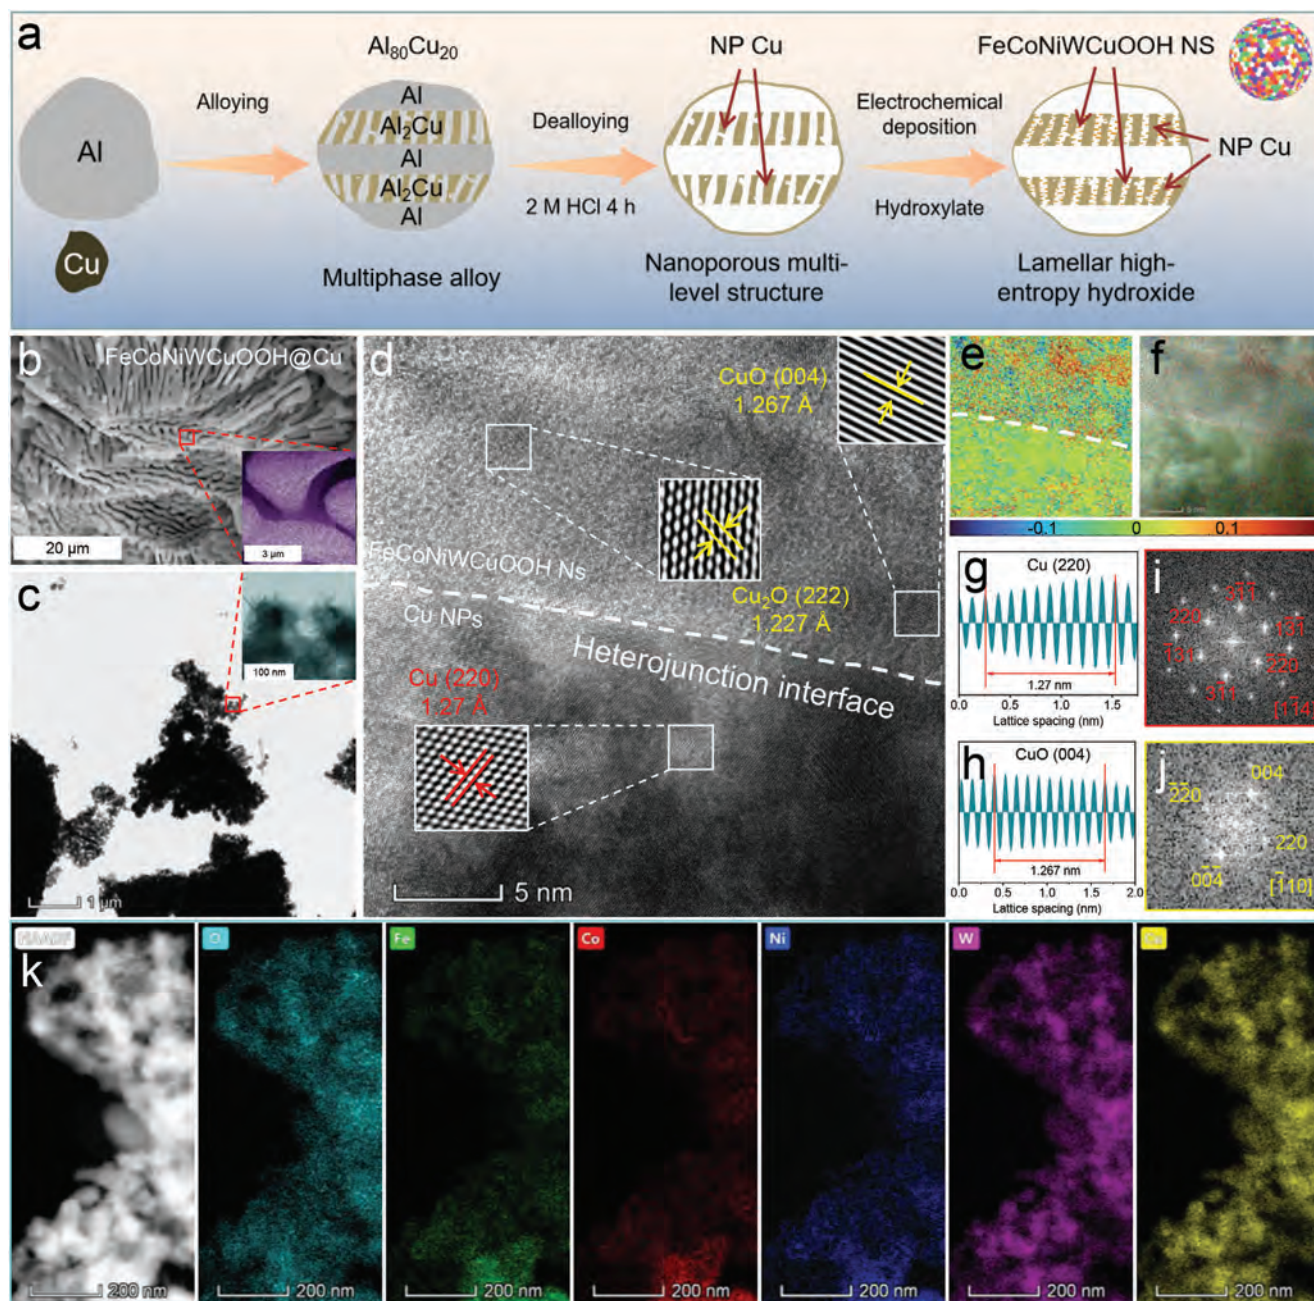 a
Al
Cu
Alloying
Al₈₀Cu₂₀
Al
Al₂Cu
Al
Al₂Cu
Al
Multiphase alloy
Dealloying
2 M HCl 4 h
NP Cu
Nanoporous multi-
level structure
Electrochemical
deposition
Hydroxylate
FeCoNiWCuOOH NS
NP Cu
Lamellar high-
entropy hydroxide
b
FeCoNiWCuOOH@Cu
20 µm
3 µm
c
100 nm
1 µm
d
CuO (004)
1.267 Å
FeCoNiWCuOOH Ns
Cu₂O (222)
1.227 Å
Cu NPs
Heterojunction interface
Cu (220)
1.27 Å
5 nm
e
f
-0.1 0 0.1
g
Cu (220)
1.27 nm
0.0 0.5 1.0 1.5 2.0
Lattice spacing (nm)
h
CuO (004)
1.267 nm
0.0 0.5 1.0 1.5 2.0
Lattice spacing (nm)
i
j
004
k
HAADF
O
Fe
Co
Ni
W
Cu
200 nm
200 nm
200 nm
200 nm
200 nm
200 nm
200 nm